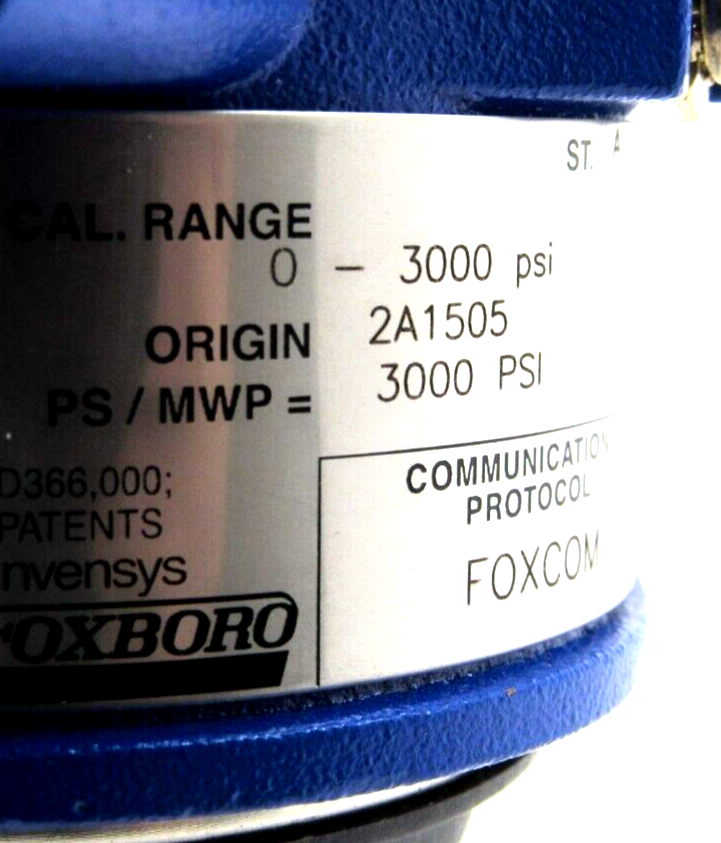 ST. A
CAL. RANGE
0 – 3000 psi
ORIGIN 2A1505
PS / MWP = 3000 PSI
D366,000;
PATENTS
nvensys
FOXBORO
COMMUNICATION
PROTOCOL
FOXCOM